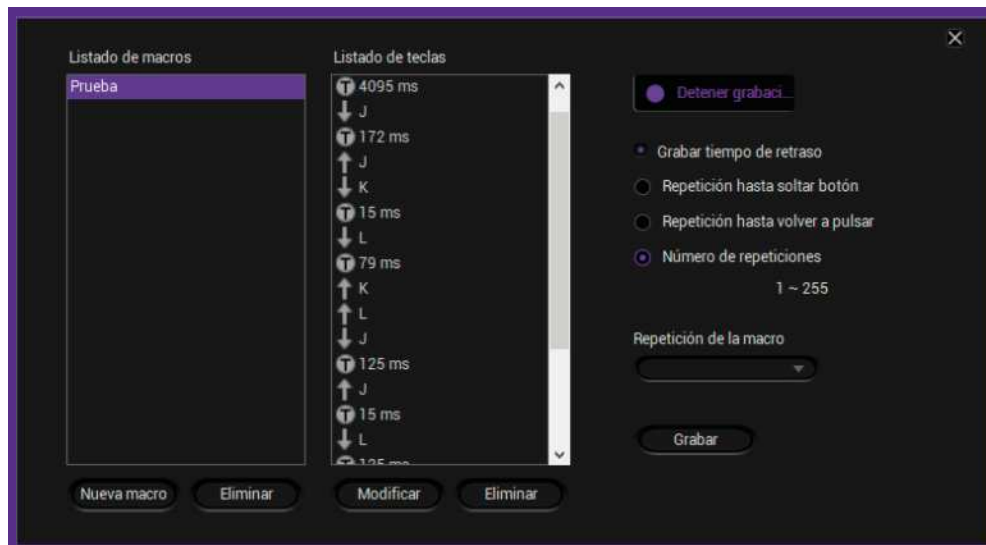 Listado de macros
Prueba
Nueva macro
Eliminar
Listado de teclas
4095 ms
J
172 ms
J
K
15 ms
L
79 ms
K
L
J
125 ms
J
15 ms
L
125 ms
Modificar
Eliminar
Detener grabaci...
Grabar tiempo de retraso
Repetición hasta soltar botón
Repetición hasta volver a pulsar
Número de repeticiones
1 ~ 255
Repetición de la macro
Grabar